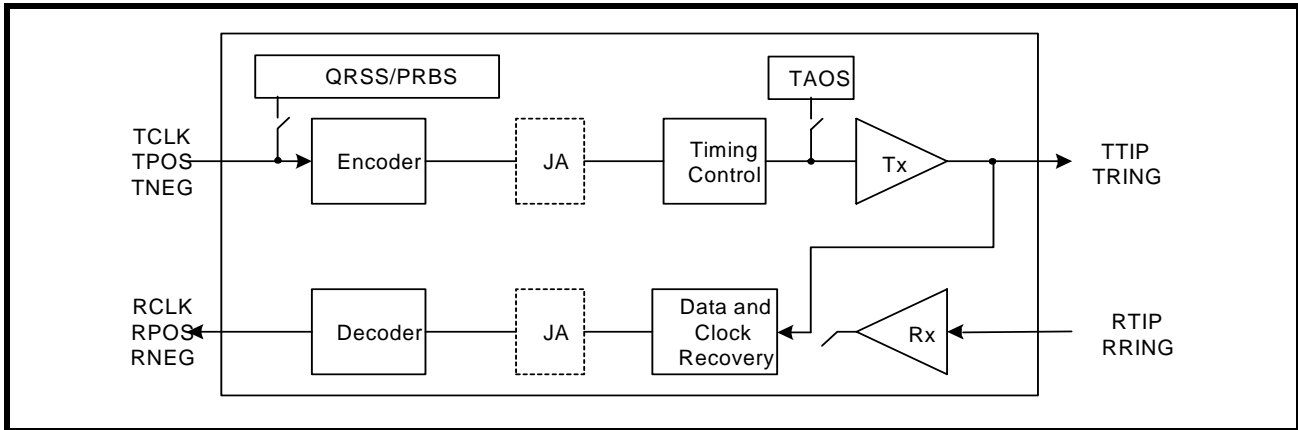 QRSS/PRBS
TAOS
TCLK
TPOS
TNEG
Encoder
JA
Timing
Control
Tx
TTIP
TRING
RCLK
RPOS
RNEG
Decoder
JA
Data and
Clock
Recovery
Rx
RTIP
RRING